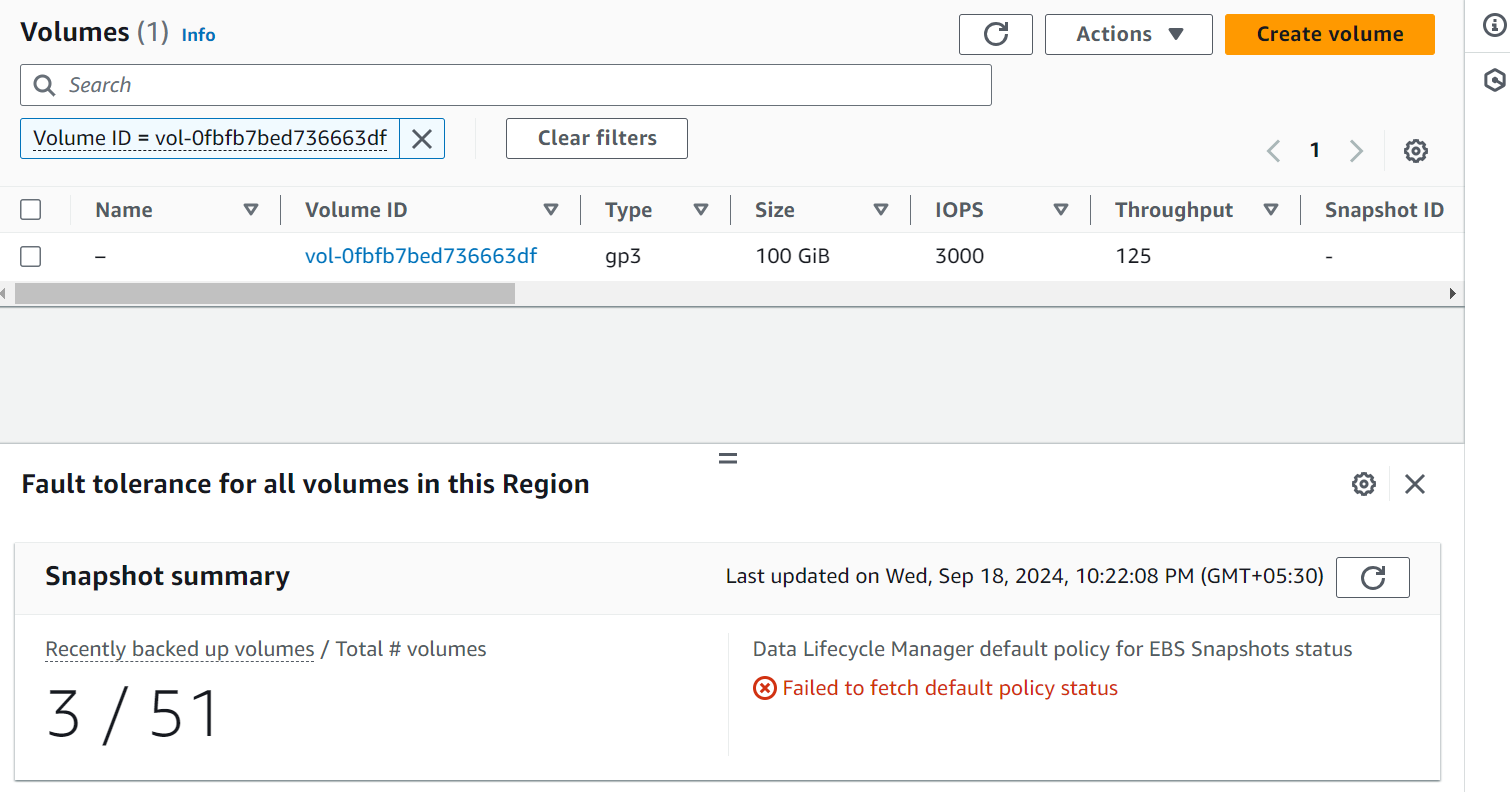 Volumes (1) Info
Actions
Create volume
Search
Volume ID = vol-0fbfb7bed736663df
Clear filters
1
Name Volume ID Type Size IOPS Throughput Snapshot ID
– vol-0fbfb7bed736663df gp3 100 GiB 3000 125 -
Fault tolerance for all volumes in this Region
Snapshot summary
Last updated on Wed, Sep 18, 2024, 10:22:08 PM (GMT+05:30)
Recently backed up volumes / Total # volumes
3 / 51
Data Lifecycle Manager default policy for EBS Snapshots status
Failed to fetch default policy status